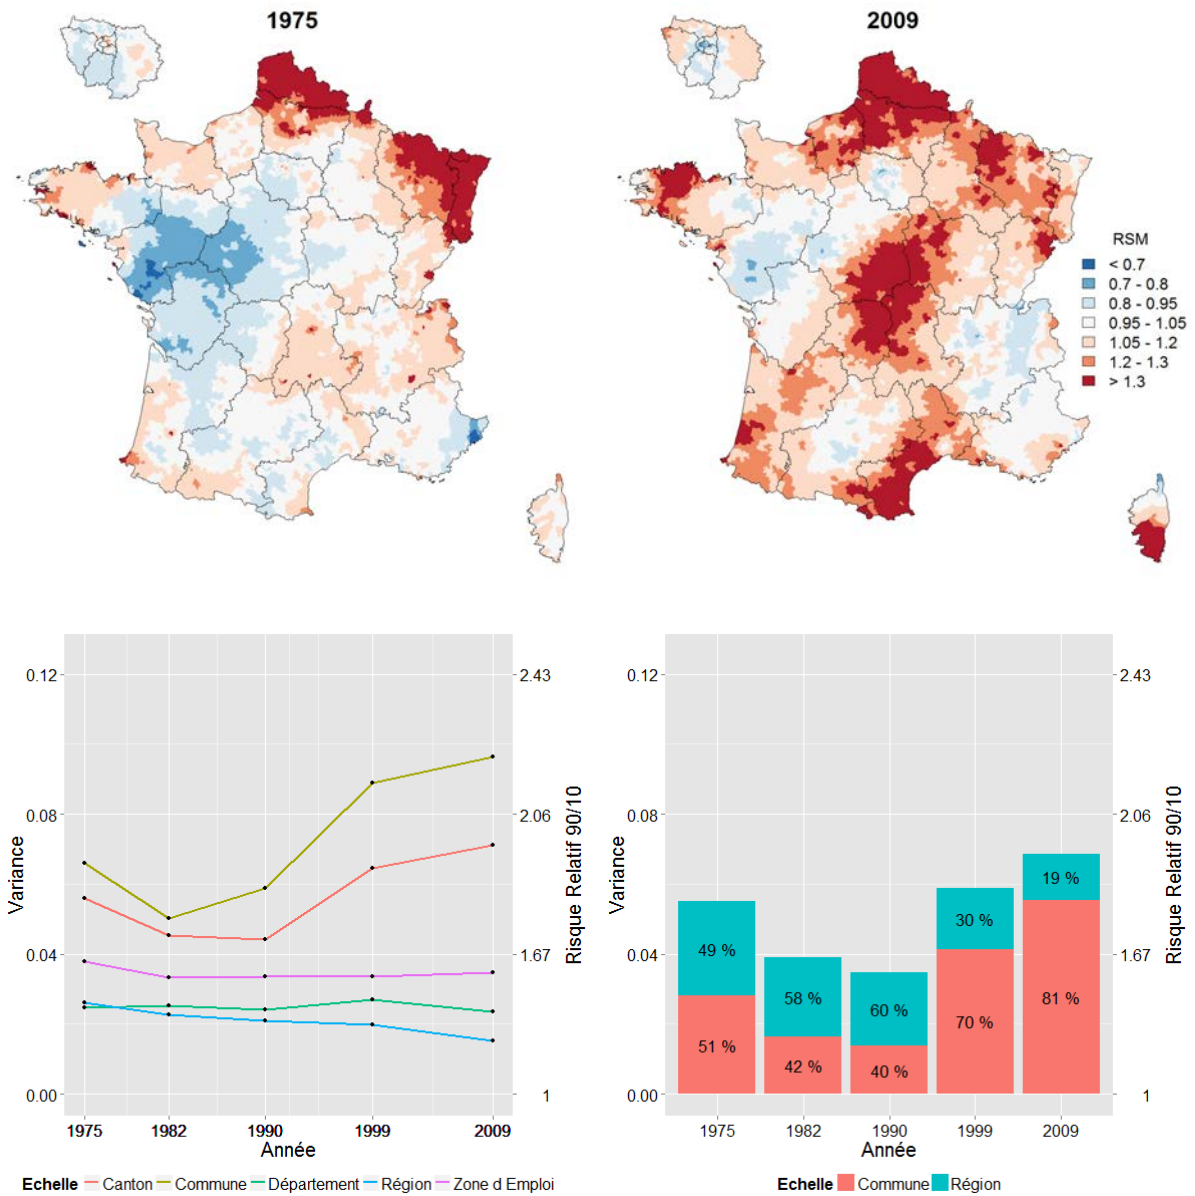 1975
2009
RSM
< 0.7
0.7 - 0.8
0.8 - 0.95
0.95 - 1.05
1.05 - 1.2
1.2 - 1.3
> 1.3
0.12
0.08
0.04
0.00
Variance
2.43
2.06
1.67
1
Risque Relatif 90/10
1975 1982 1990 1999 2009
Année
Echelle Canton Commune Département Région Zone d Emploi
0.12
0.08
0.04
0.00
Variance
49 %
51 %
58 %
42 %
60 %
40 %
30 %
70 %
19 %
81 %
2.43
2.06
1.67
1
Risque Relatif 90/10
1975 1982 1990 1999 2009
Année
Echelle Commune Région